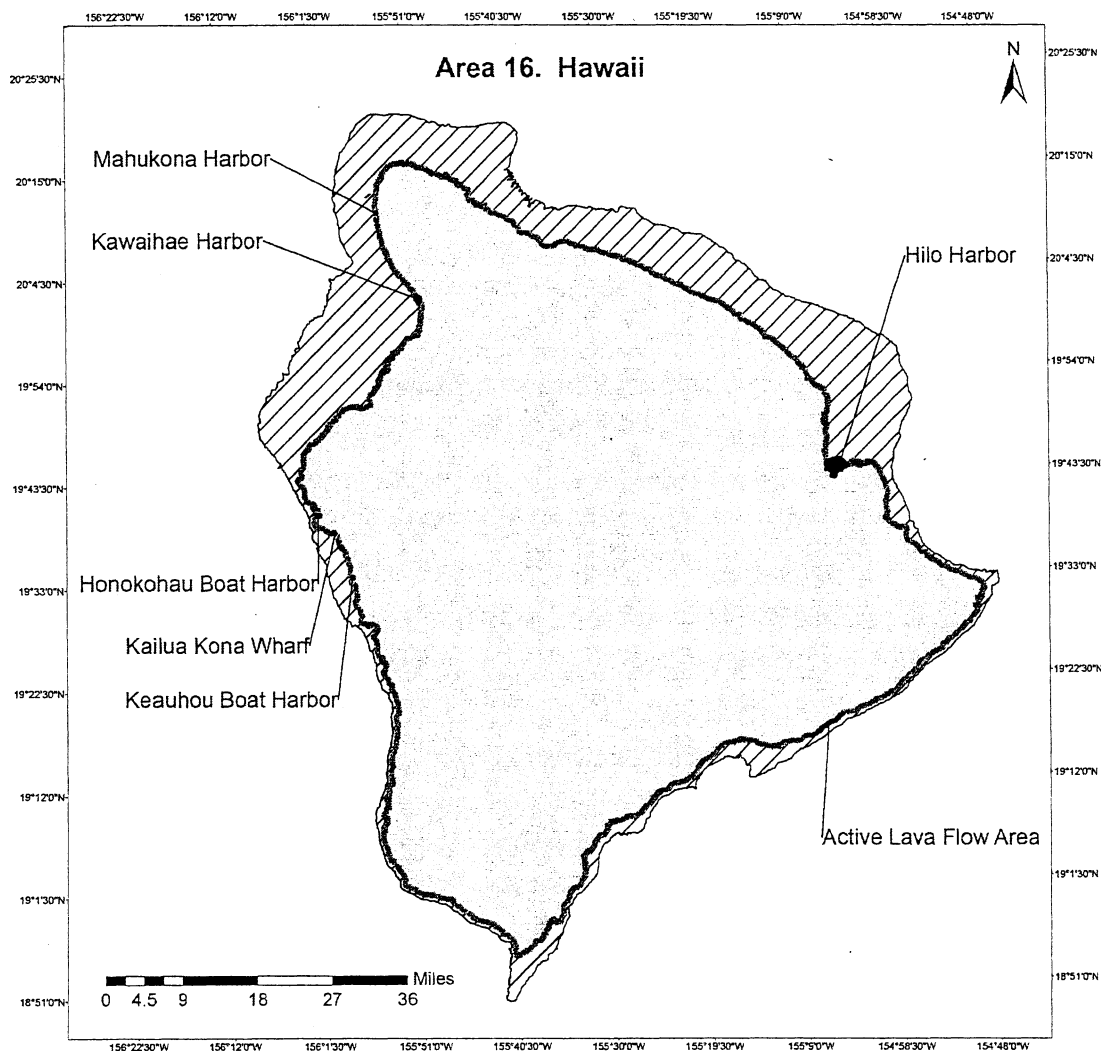 156°22'30"W 156°12'0"W 156°1'30"W 155°51'0"W 155°40'30"W 155°30'0"W 155°19'30"W 155°9'0"W 154°58'30"W 154°48'0"W
Area 16. Hawaii
N
20°25'30"N
20°25'30"N
Mahukona Harbor
20°15'0"N
20°15'0"N
Kawaihae Harbor
Hilo Harbor
20°4'30"N
20°4'30"N
19°54'0"N
19°54'0"N
19°43'30"N
19°43'30"N
Honokohau Boat Harbor
19°33'0"N
19°33'0"N
Kailua Kona Wharf
Keauhou Boat Harbor
19°22'30"N
19°22'30"N
19°12'0"N
19°12'0"N
Active Lava Flow Area
19°1'30"N
19°1'30"N
Miles
0 4.5 9 18 27 36
18°51'0"N
18°51'0"N
156°22'30"W 156°12'0"W 156°1'30"W 155°51'0"W 155°40'30"W 155°30'0"W 155°19'30"W 155°9'0"W 154°58'30"W 154°48'0"W